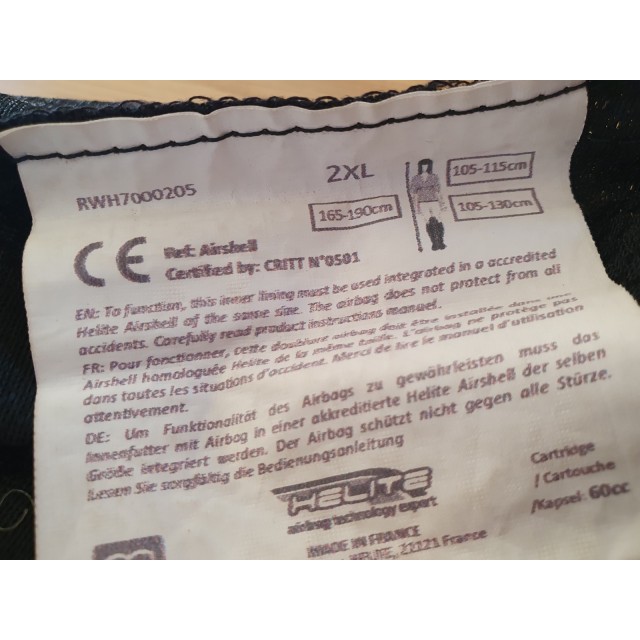 RWH7000205
2XL
165-190cm
105-115cm
105-130cm
CE
Ref: Airshell
Certified by: CRITT N°0501
EN: To function, this inner lining must be used integrated in a accredited
Helite Airshell of the same size. The airbag does not protect from all
accidents. Carefully read product instructions manuel.
FR: Pour fonctionner, cette doublure airbag doit être installée dans une
Airshell homologuée Helite de la même taille. L'airbag ne protège pas
dans toutes les situations d'accident. Merci de lire le manuel d'utilisation
attentivement.
DE: Um Funktionalität des Airbags zu gewährleisten muss das
Innenfutter mit Airbag in einer akkreditierte Helite Airshell der selben
Größe integriert werden. Der Airbag schützt nicht gegen alle Stürze.
Lesen Sie sorgfältig die Bedienungsanleitung
HELITE
airbag technology expert
MADE IN FRANCE
HELITE, 21121 France
Cartridge
/ Cartouche
/Kapsel: 60cc